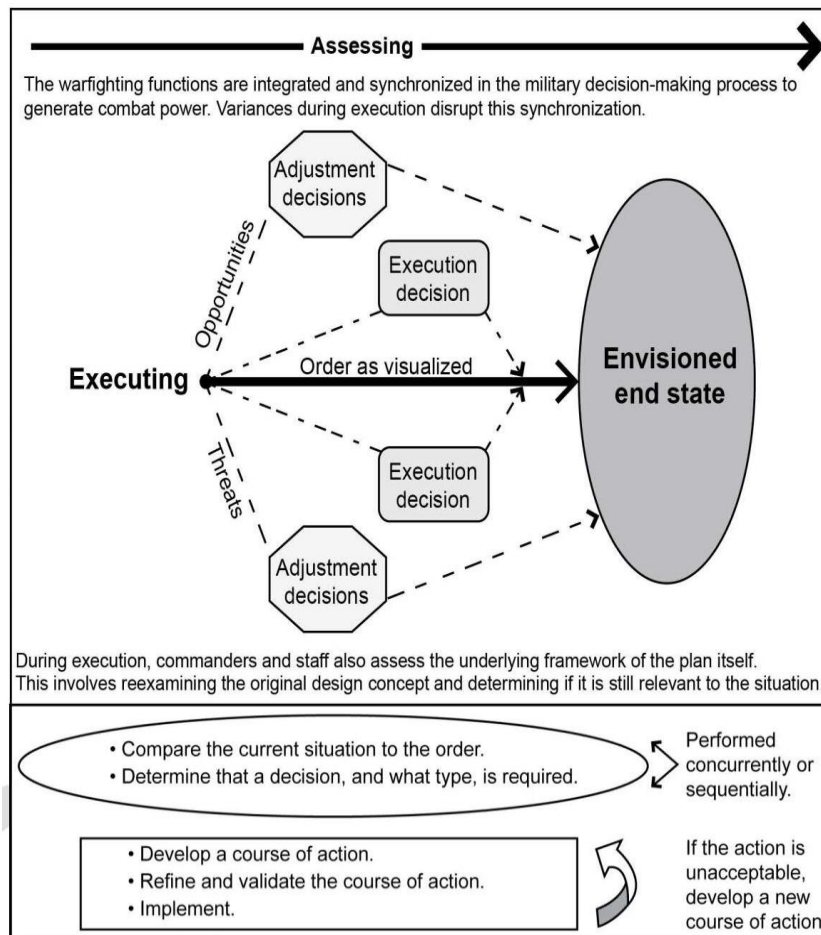 Assessing
The warfighting functions are integrated and synchronized in the military decision-making process to
generate combat power. Variances during execution disrupt this synchronization.
Adjustment
decisions
Opportunities
Execution
decision
Executing
Order as visualized
Envisioned
end state
Threats
Execution
decision
Adjustment
decisions
During execution, commanders and staff also assess the underlying framework of the plan itself.
This involves reexamining the original design concept and determining if it is still relevant to the situation
• Compare the current situation to the order.
• Determine that a decision, and what type, is required.
Performed
concurrently or
sequentially.
• Develop a course of action.
• Refine and validate the course of action.
• Implement.
If the action is
unacceptable,
develop a new
course of action